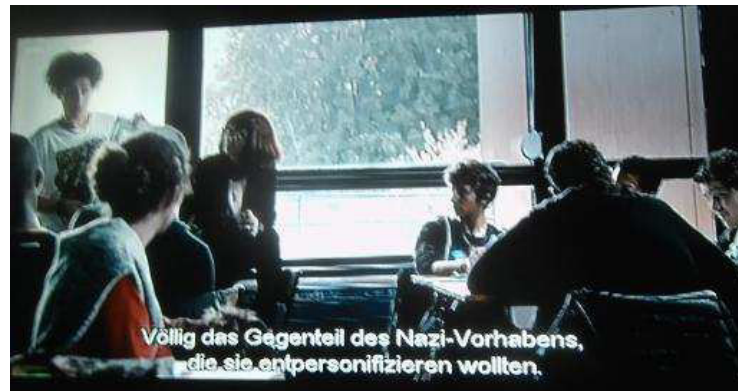 Völlig das Gegenteil des Nazi-Vorhabens,
die sie entpersonifizieren wollten.